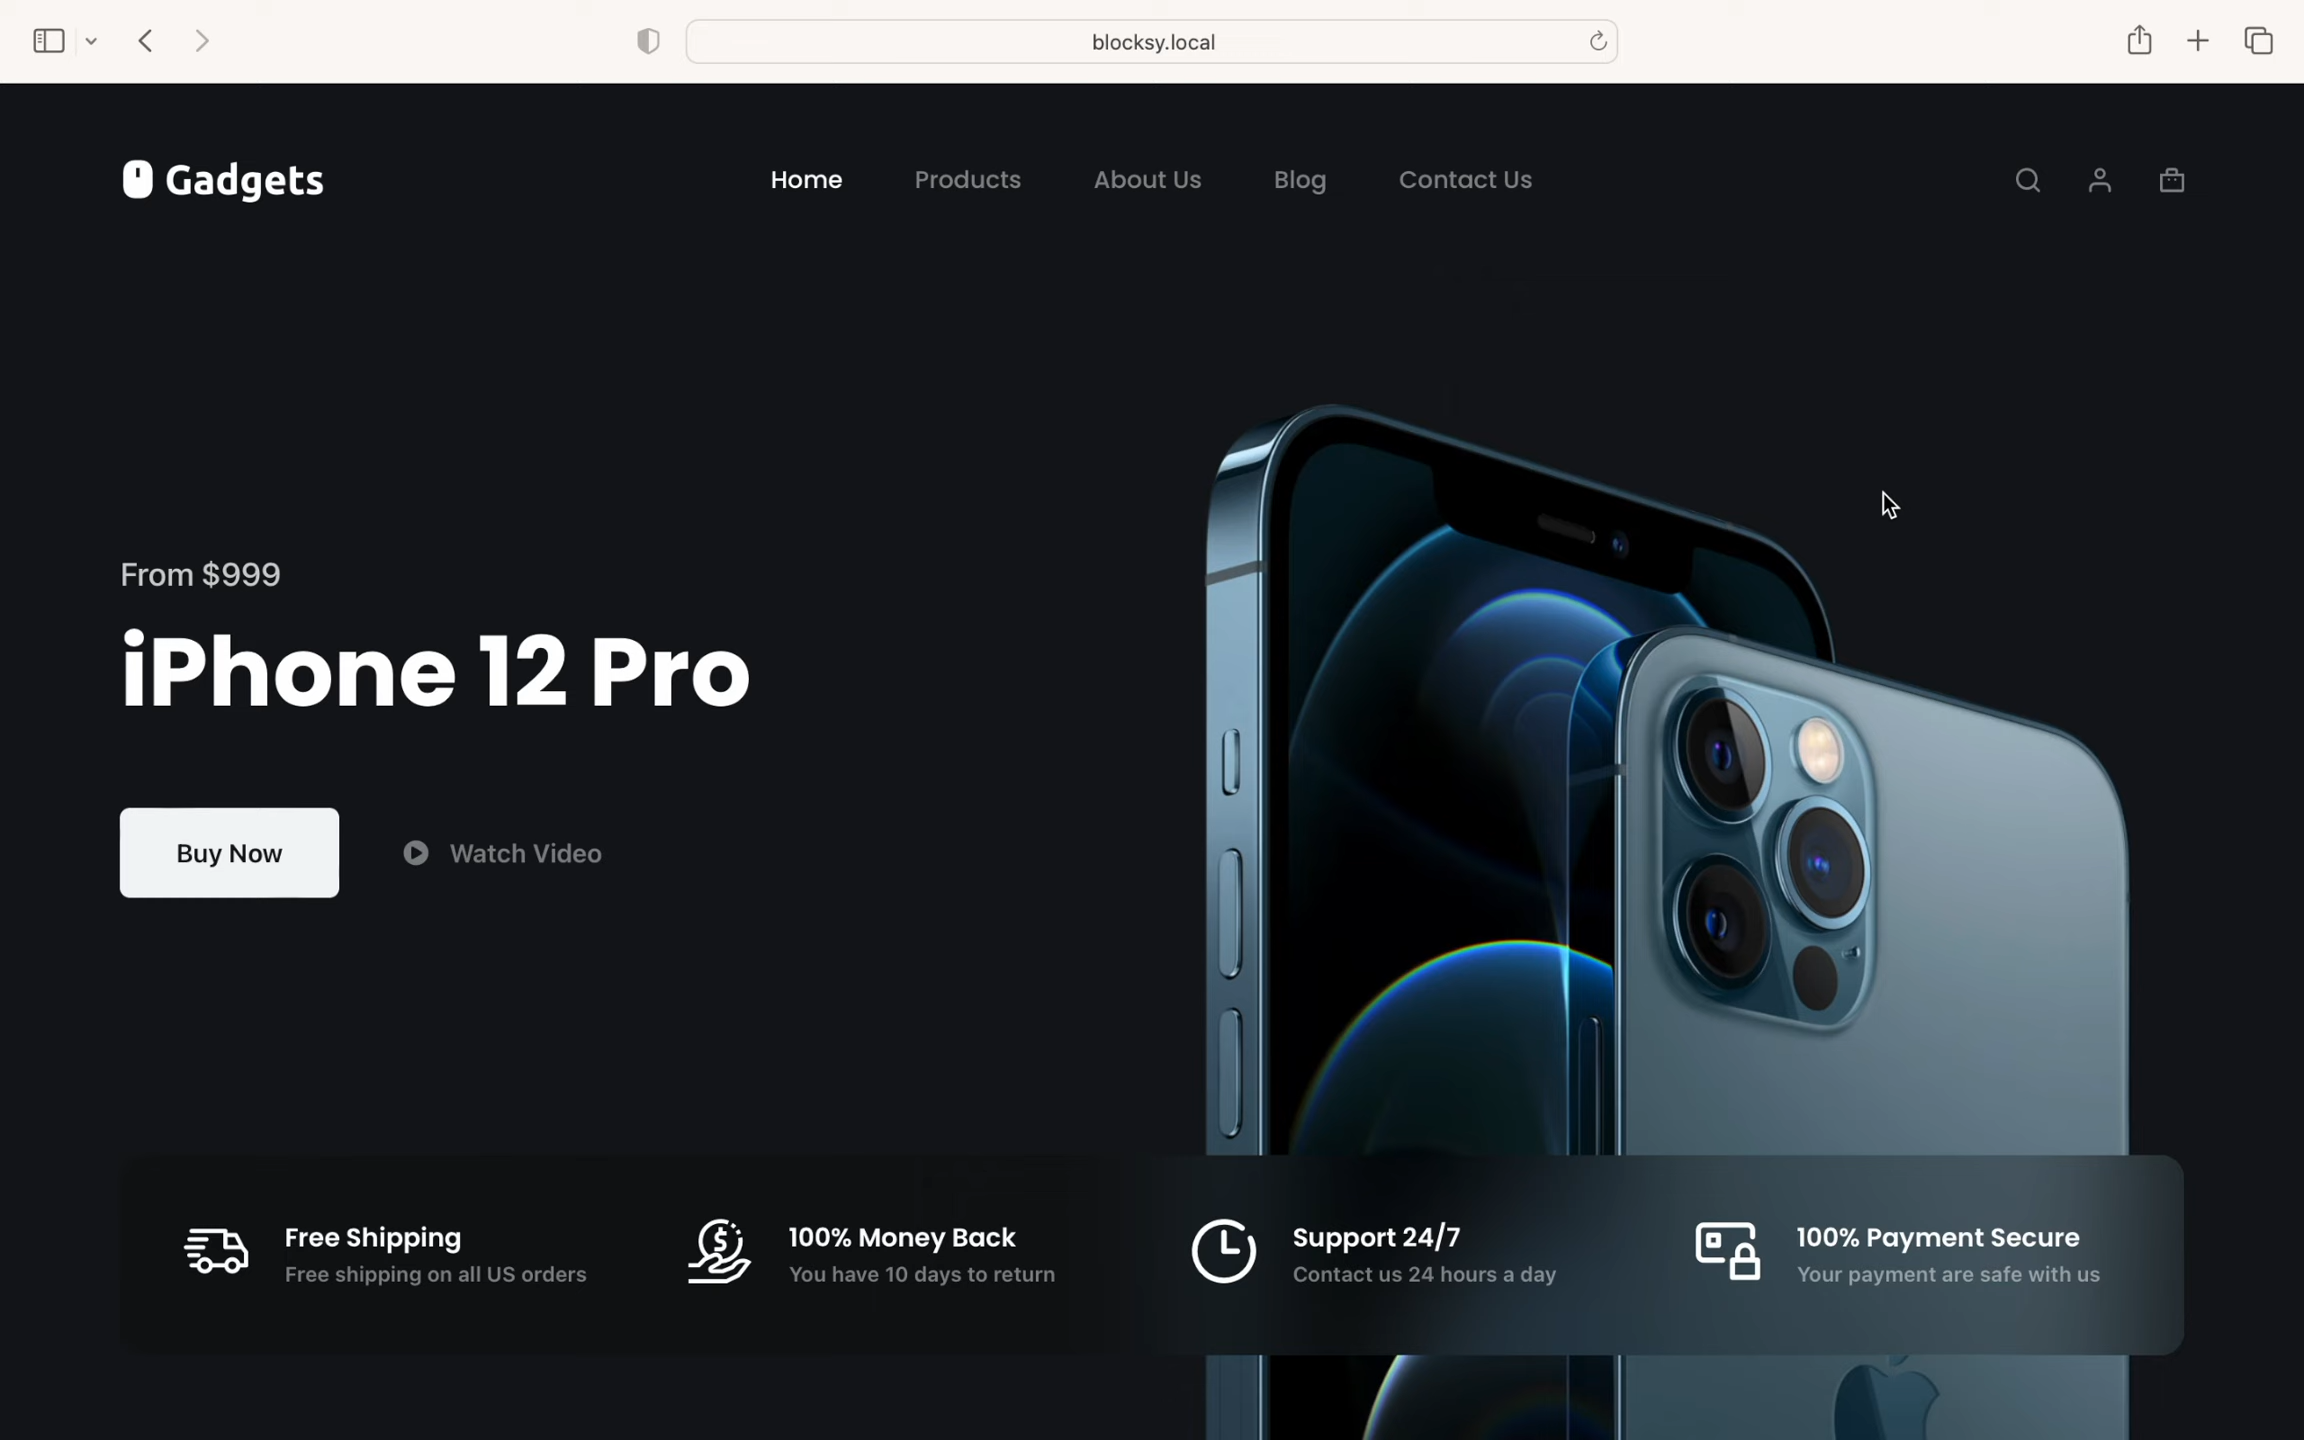 blocksy.local
Gadgets
Home Products About Us Blog Contact Us
From $999
iPhone 12 Pro
Buy Now
Watch Video
Free Shipping
Free shipping on all US orders
100% Money Back
You have 10 days to return
Support 24/7
Contact us 24 hours a day
100% Payment Secure
Your payment are safe with us